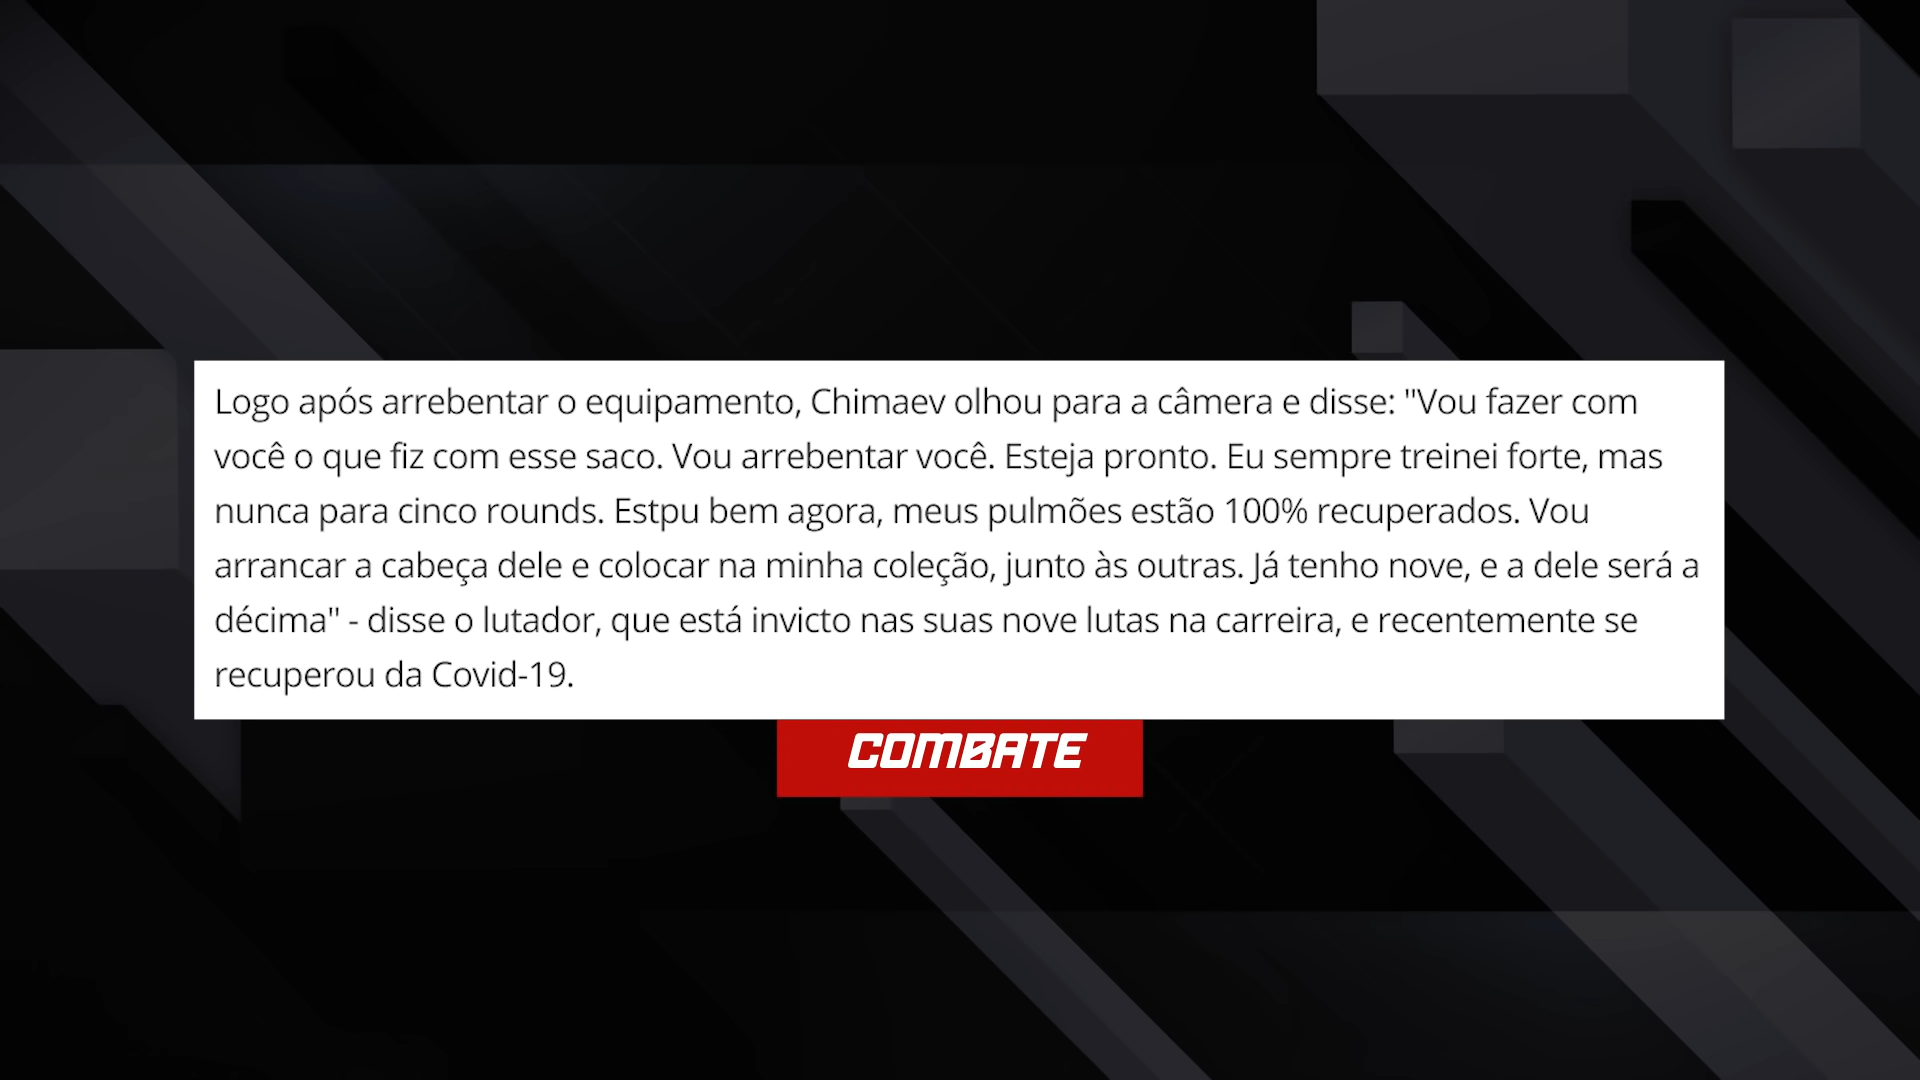 Logo após arrebentar o equipamento, Chimaev olhou para a câmera e disse: "Vou fazer com
você o que fiz com esse saco. Vou arrebentar você. Esteja pronto. Eu sempre treinei forte, mas
nunca para cinco rounds. Estpu bem agora, meus pulmões estão 100% recuperados. Vou
arrancar a cabeça dele e colocar na minha coleção, junto às outras. Já tenho nove, e a dele será a
décima" - disse o lutador, que está invicto nas suas nove lutas na carreira, e recentemente se
recuperou da Covid-19.
COMBATE